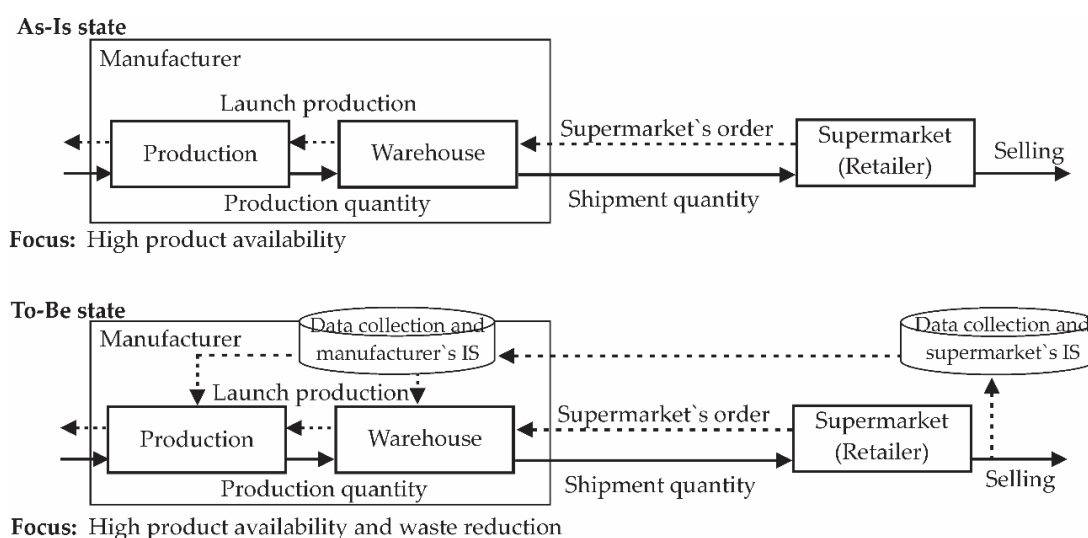 As-Is state
Manufacturer
Launch production
Production
Warehouse
Supermarket`s order
Supermarket
(Retailer)
Selling
Production quantity
Shipment quantity
Focus: High product availability
To-Be state
Manufacturer
Data collection and
manufacturer`s IS
Data collection and
supermarket`s IS
Launch production
Production
Warehouse
Supermarket`s order
Supermarket
(Retailer)
Selling
Production quantity
Shipment quantity
Focus: High product availability and waste reduction